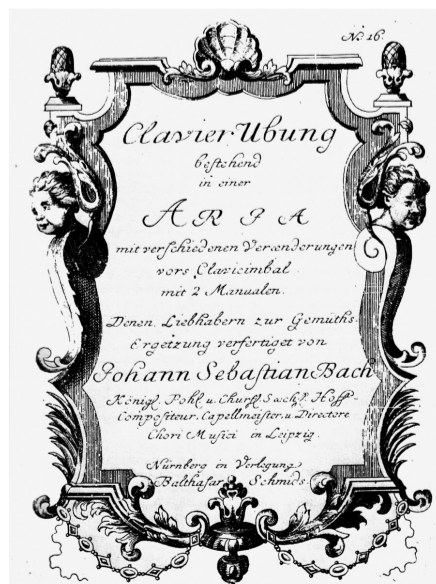 No. 16.
Clavier Ubung
bestehend
in einer
ARIA
mit verschiedenen Verænderungen
vors Clavicimbal
mit 2 Manualen.
Denen Liebhabern zur Gemüths-
Ergetzung verfertiget von
Johann Sebastian Bach
Königl. Pohl. u. Churfl. Sæchs. Hoff-
Compositeur, Capellmeister, u. Directore
Chori Musici in Leipzig.
Nürnberg in Verlegung
Balthasar Schmids